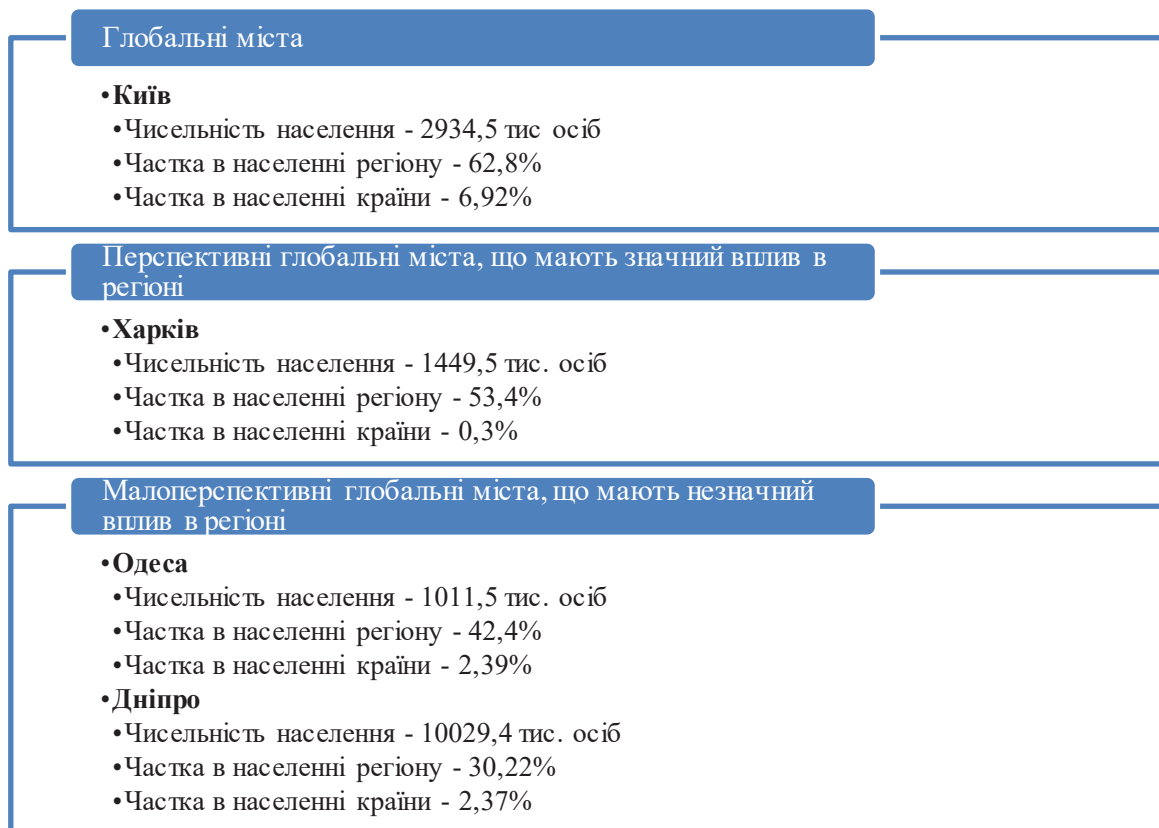 Глобальні міста
•Київ
•Чисельність населення - 2934,5 тис осіб
•Частка в населенні регіону - 62,8%
•Частка в населенні країни - 6,92%
Перспективні глобальні міста, що мають значний вплив в
регіоні
•Харків
•Чисельність населення - 1449,5 тис. осіб
•Частка в населенні регіону - 53,4%
•Частка в населенні країни - 0,3%
Малоперспективні глобальні міста, що мають незначний
вплив в регіоні
•Одеса
•Чисельність населення - 1011,5 тис. осіб
•Частка в населенні регіону - 42,4%
•Частка в населенні країни - 2,39%
•Дніпро
•Чисельність населення - 10029,4 тис. осіб
•Частка в населенні регіону - 30,22%
•Частка в населенні країни - 2,37%